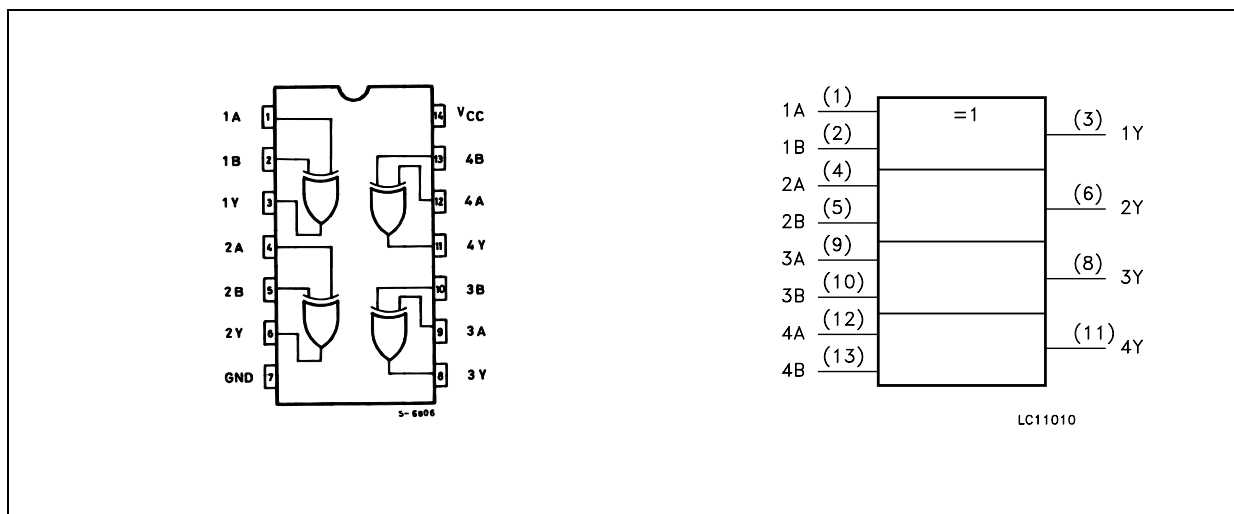 1A 1 14 VCC
1B 2 13 4B
1Y 3 12 4A
2A 4 11 4Y
2B 5 10 3B
2Y 6 9 3A
GND 7 8 3Y
S-6806
1A (1) =1 (3) 1Y
1B (2)
2A (4) (6) 2Y
2B (5)
3A (9) (8) 3Y
3B (10)
4A (12) (11) 4Y
4B (13)
LC11010